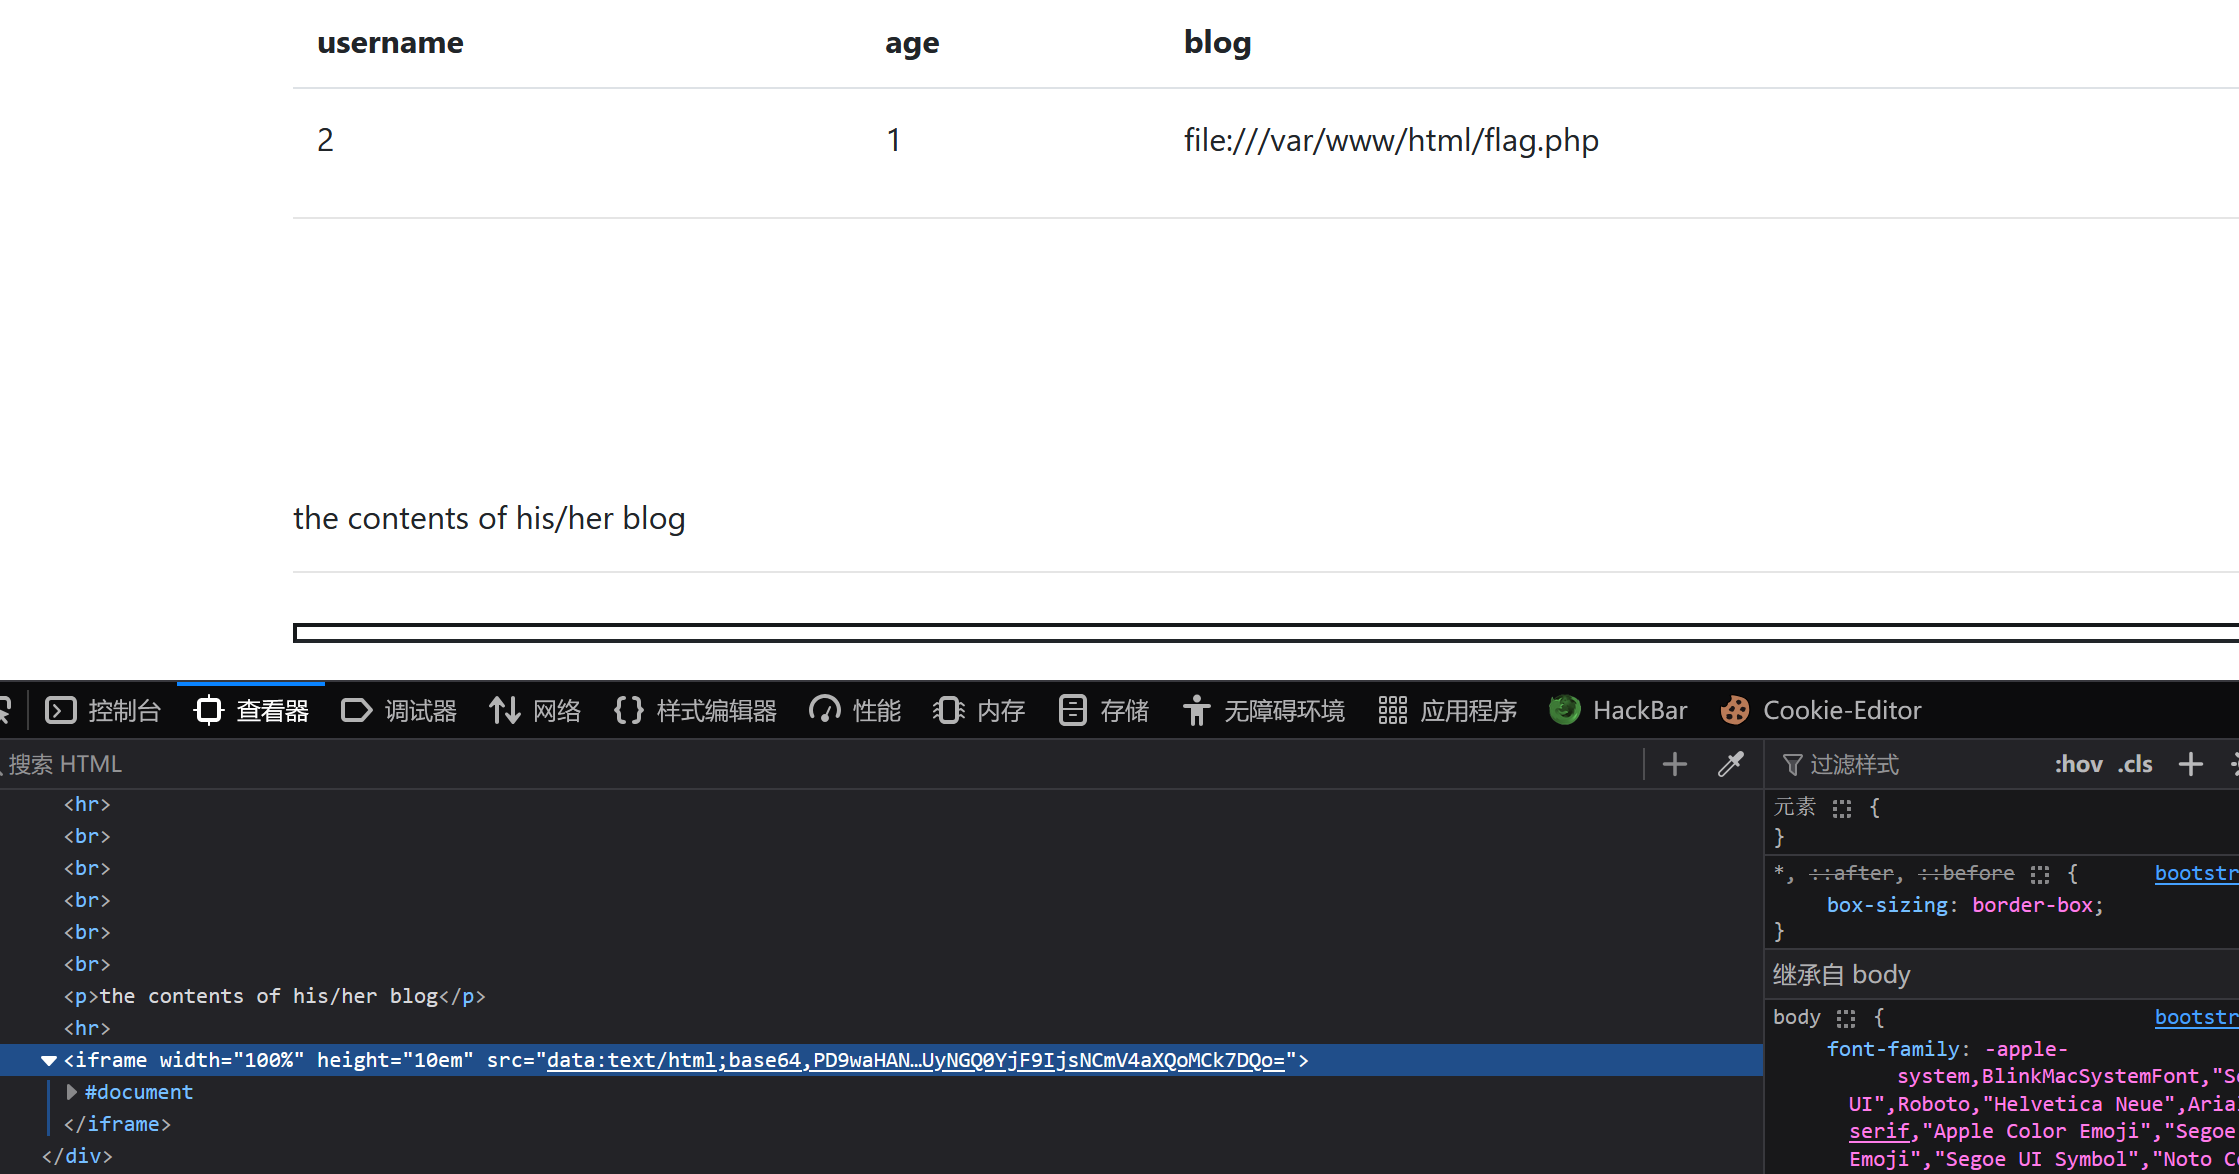 username age blog
2 1 file:///var/www/html/flag.php
the contents of his/her blog
控制台 查看器 调试器 网络 样式编辑器 性能 内存 存储 无障碍环境 应用程序 HackBar Cookie-Editor
搜索 HTML
过滤样式 :hov .cls
<hr>
<br>
<br>
<br>
<br>
<br>
<p>the contents of his/her blog</p>
<hr>
<iframe width="100%" height="10em" src="data:text/html;base64,PD9waHAN…UyNGQ0YjF9IjsNCmV4aXQoMCk7DQo=">
#document
</iframe>
</div>
元素 {
}
*, ::after, ::before { bootstr
box-sizing: border-box;
}
继承自 body
body { bootstr
font-family: -apple-
system,BlinkMacSystemFont,"Se
UI",Roboto,"Helvetica Neue",Arial
serif,"Apple Color Emoji","Segoe
Emoji","Segoe UI Symbol","Noto Co